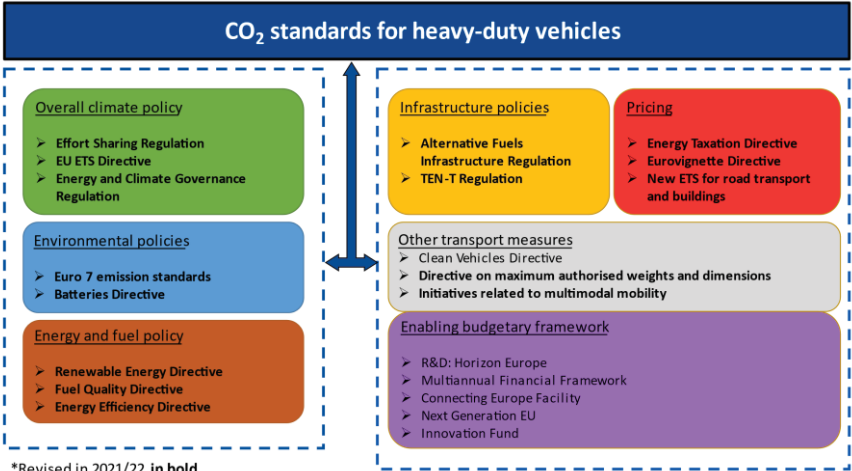 CO₂ standards for heavy-duty vehicles
Overall climate policy
➤ Effort Sharing Regulation
➤ EU ETS Directive
➤ Energy and Climate Governance
Regulation
Environmental policies
➤ Euro 7 emission standards
➤ Batteries Directive
Energy and fuel policy
➤ Renewable Energy Directive
➤ Fuel Quality Directive
➤ Energy Efficiency Directive
*Revised in 2021/22 in bold
Infrastructure policies
➤ Alternative Fuels
Infrastructure Regulation
➤ TEN-T Regulation
Pricing
➤ Energy Taxation Directive
➤ Eurovignette Directive
➤ New ETS for road transport
and buildings
Other transport measures
➤ Clean Vehicles Directive
➤ Directive on maximum authorised weights and dimensions
➤ Initiatives related to multimodal mobility
Enabling budgetary framework
➤ R&D: Horizon Europe
➤ Multiannual Financial Framework
➤ Connecting Europe Facility
➤ Next Generation EU
➤ Innovation Fund